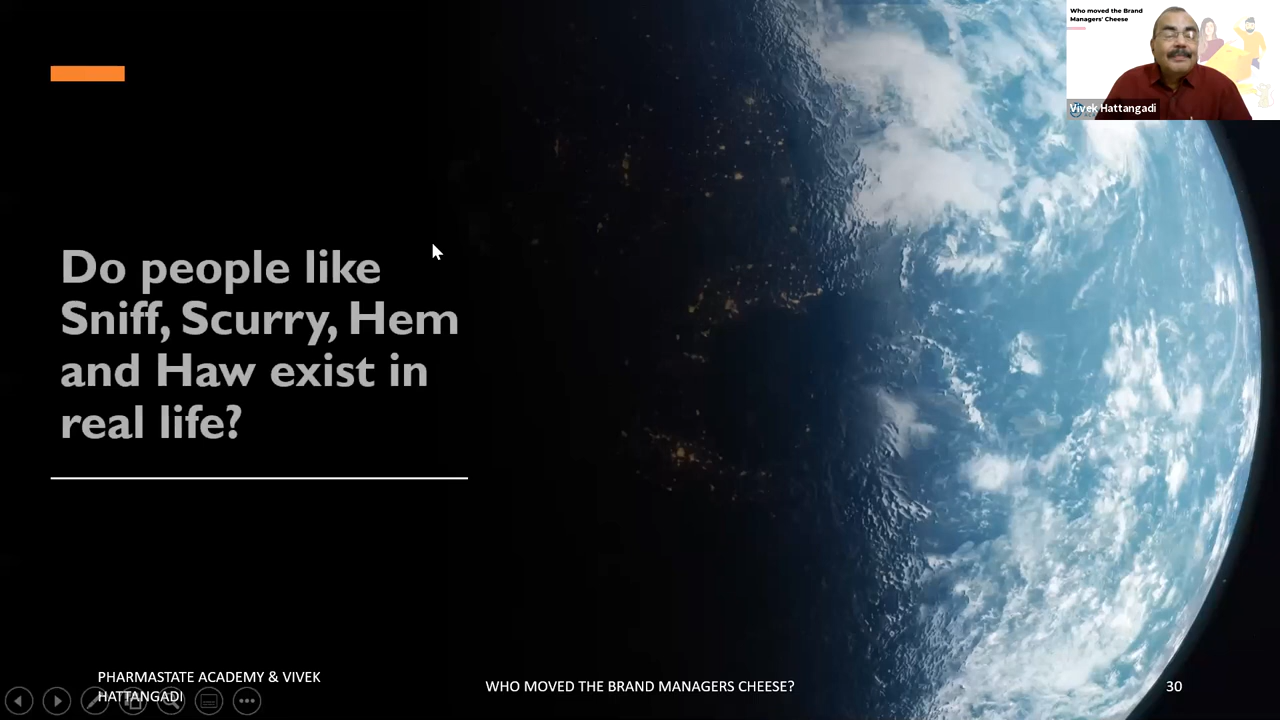 Who moved the Brand
Managers' Cheese
Vivek Hattangadi
Do people like
Sniff, Scurry, Hem
and Haw exist in
real life?
PHARMASTATE ACADEMY & VIVEK
HATTANGADI
WHO MOVED THE BRAND MANAGERS CHEESE?
30